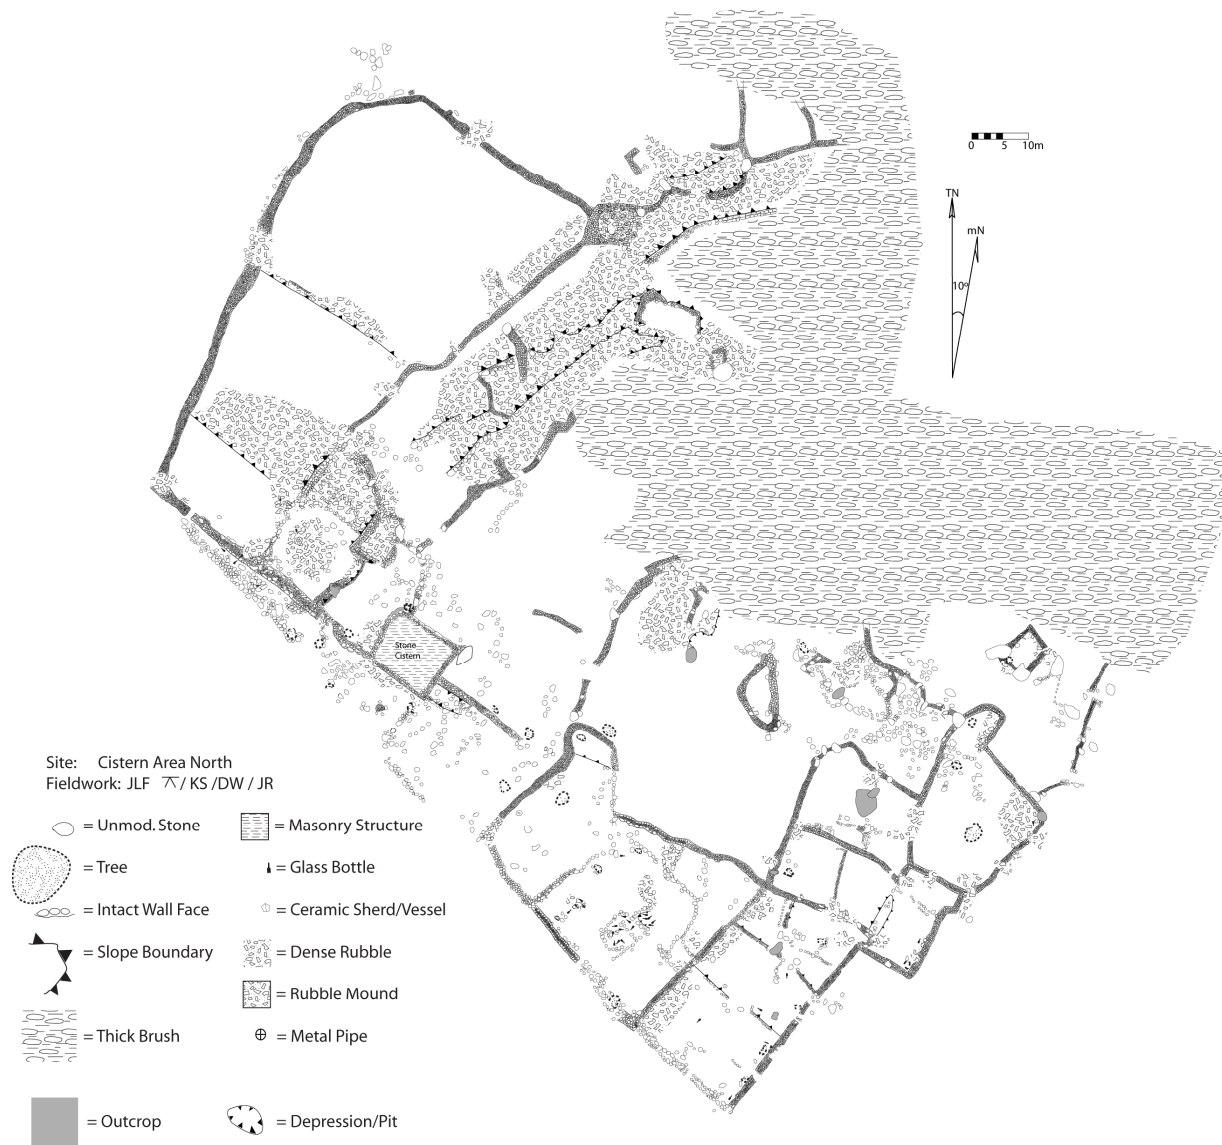 0 5 10m
TN
mN
10º
Stone
Cistern
Site: Cistern Area North
Fieldwork: JLF / KS /DW / JR
= Unmod. Stone
= Masonry Structure
= Tree
= Glass Bottle
= Intact Wall Face
= Ceramic Sherd/Vessel
= Slope Boundary
= Dense Rubble
= Rubble Mound
= Thick Brush
= Metal Pipe
= Outcrop
= Depression/Pit